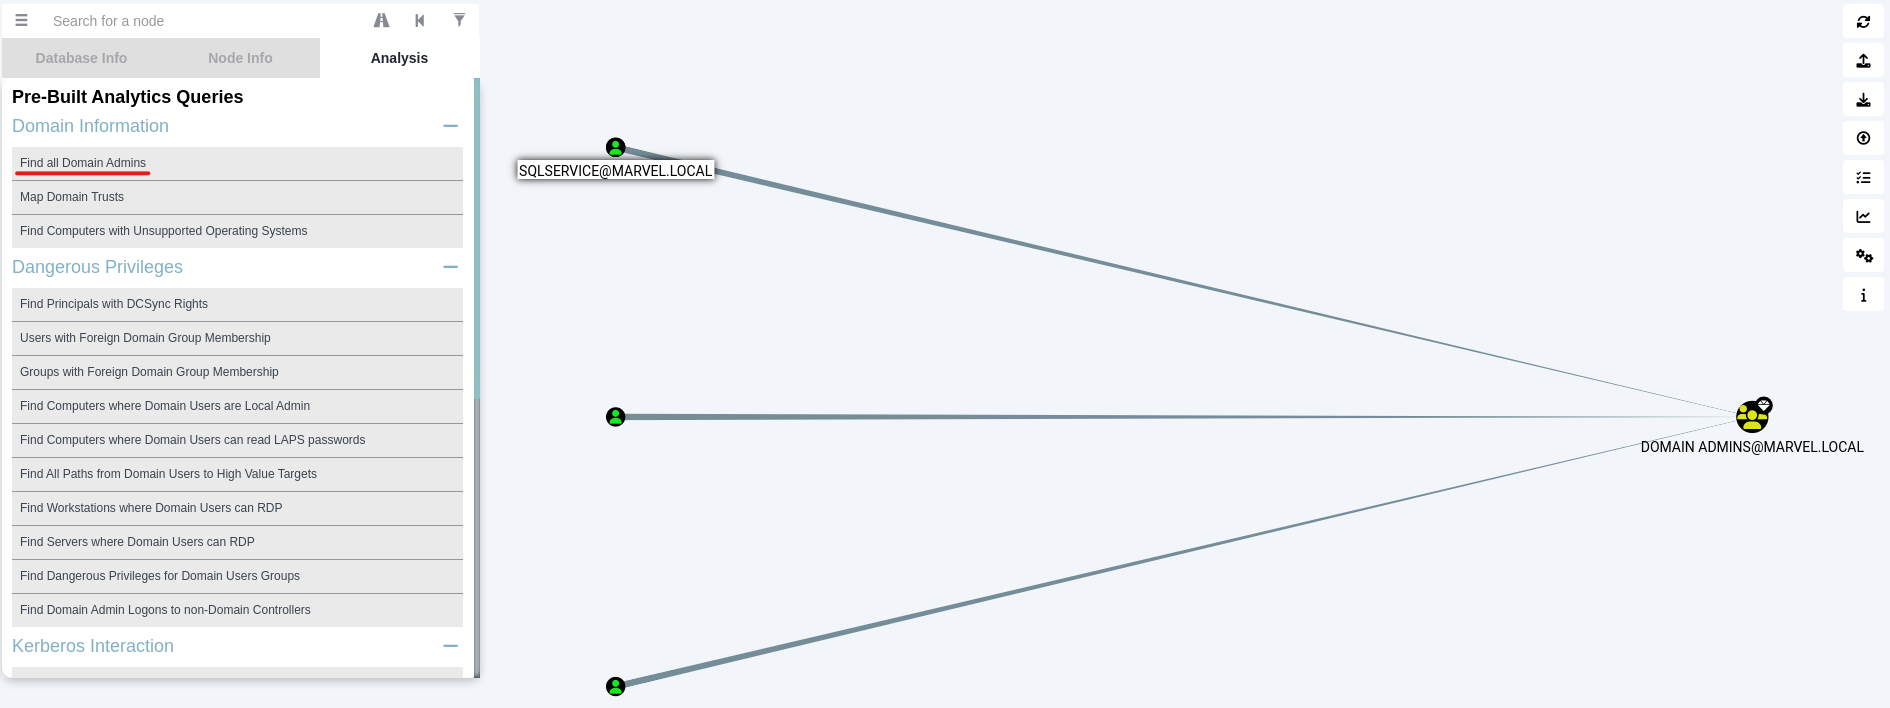 Search for a node
Database Info
Node Info
Analysis
Pre-Built Analytics Queries
Domain Information
Find all Domain Admins
Map Domain Trusts
Find Computers with Unsupported Operating Systems
Dangerous Privileges
Find Principals with DCSync Rights
Users with Foreign Domain Group Membership
Groups with Foreign Domain Group Membership
Find Computers where Domain Users are Local Admin
Find Computers where Domain Users can read LAPS passwords
Find All Paths from Domain Users to High Value Targets
Find Workstations where Domain Users can RDP
Find Servers where Domain Users can RDP
Find Dangerous Privileges for Domain Users Groups
Find Domain Admin Logons to non-Domain Controllers
Kerberos Interaction
SQLSERVICE@MARVEL.LOCAL
DOMAIN ADMINS@MARVEL.LOCAL